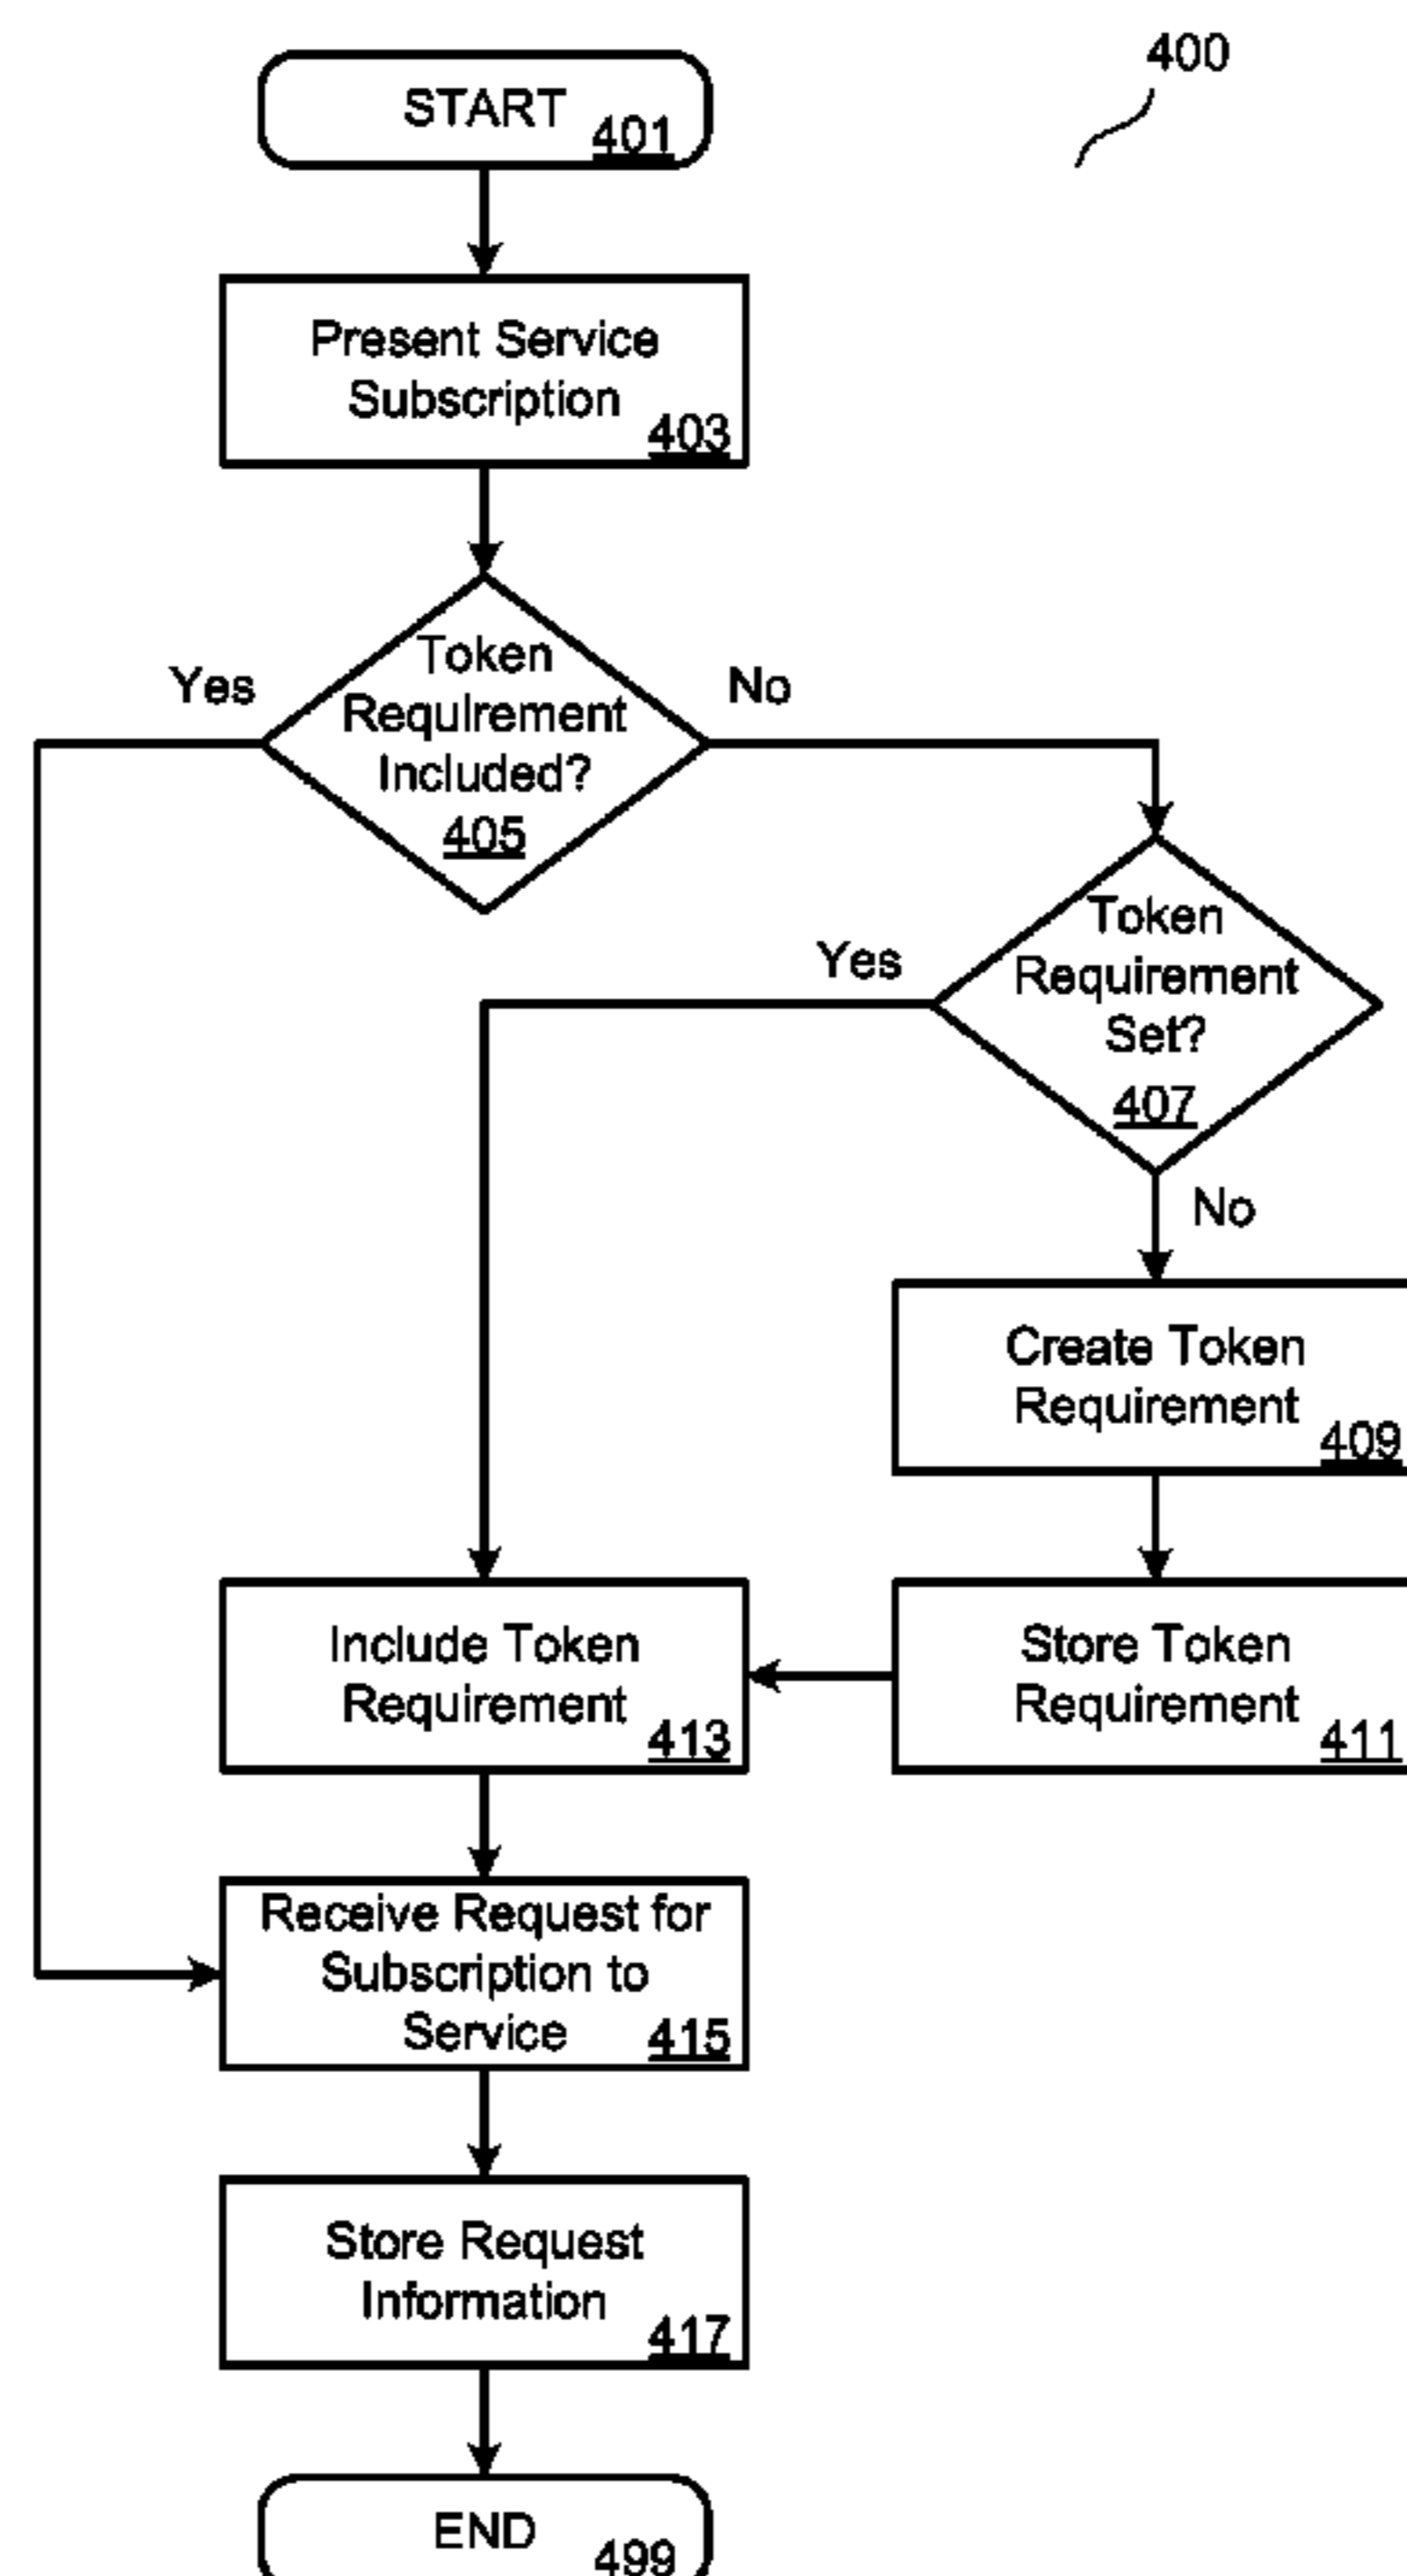 400
START
401
Present Service
Subscription
403
Token
Requirement
Included?
405
Yes
No
Token
Requirement
Set?
407
Yes
No
Create Token
Requirement
409
Include Token
Requirement
413
Store Token
Requirement
411
Receive Request for
Subscription to
Service
415
Store Request
Information
417
END
499